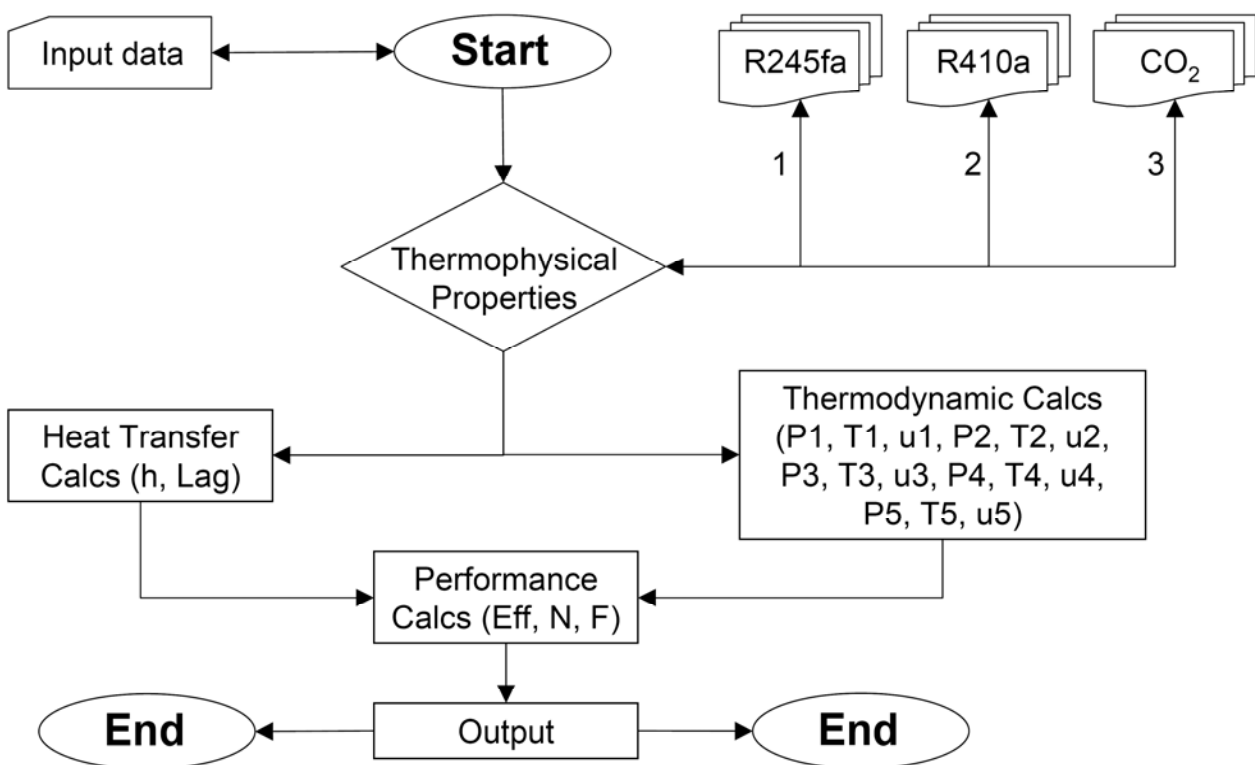 Input data
Start
R245fa
R410a
CO₂
1
2
3
Thermophysical
Properties
Heat Transfer
Calcs (h, Lag)
Thermodynamic Calcs
(P1, T1, u1, P2, T2, u2,
P3, T3, u3, P4, T4, u4,
P5, T5, u5)
Performance
Calcs (Eff, N, F)
End
Output
End